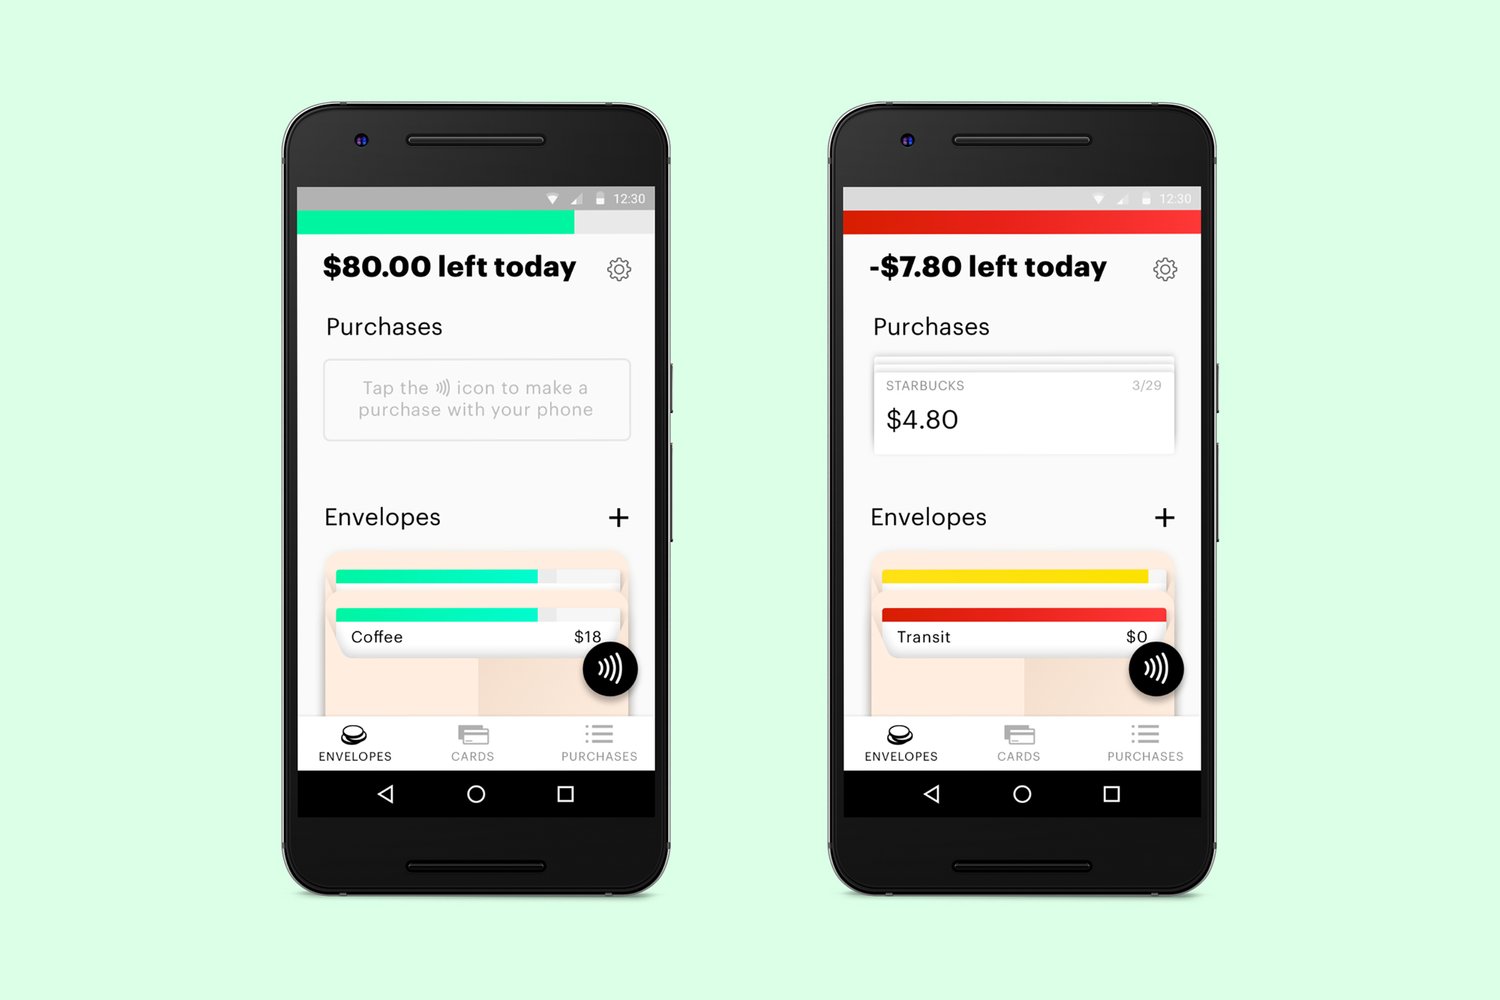 12:30
$80.00 left today
Purchases
Tap the icon to make a
purchase with your phone
Envelopes
Coffee $18
ENVELOPES CARDS PURCHASES
12:30
-$7.80 left today
Purchases
STARBUCKS 3/29
$4.80
Envelopes
Transit $0
ENVELOPES CARDS PURCHASES